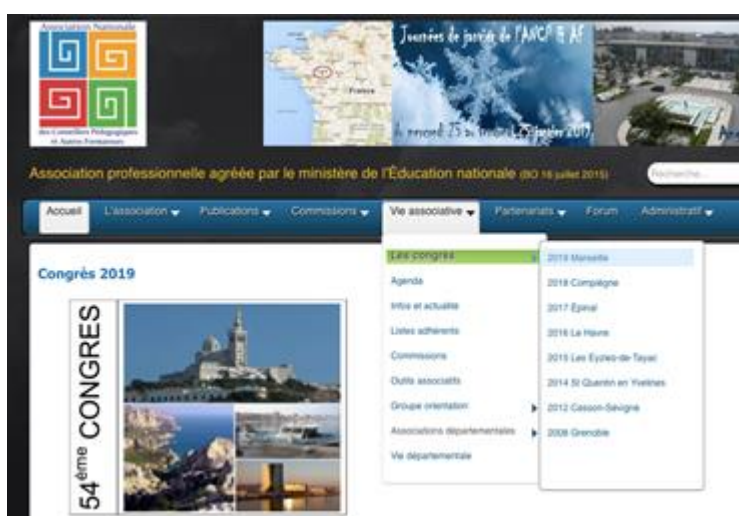 Association Nationale
des Conseillers Pédagogiques
et Autres Formateurs
France
Journées de janvier de l'ANCP & AF
Association professionnelle agréée par le ministère de l'Éducation nationale (BO 16 juillet 2015)
Recherche...
Accueil L'association Publications Commissions Vie associative Partenariats Forum Administratif
Les congrès
2019 Marseille
Agenda
2018 Compiègne
Infos et actualité
2017 Épinal
Listes adhérents
2016 Le Havre
Commissions
2015 Les Eyzies-de-Tayac
Outils associatifs
2014 St Quentin en Yvelines
Groupe orientation
2012 Cesson-Sévigné
Associations départementales
2008 Grenoble
Vie départementale
Congrès 2019
54ème CONGRES